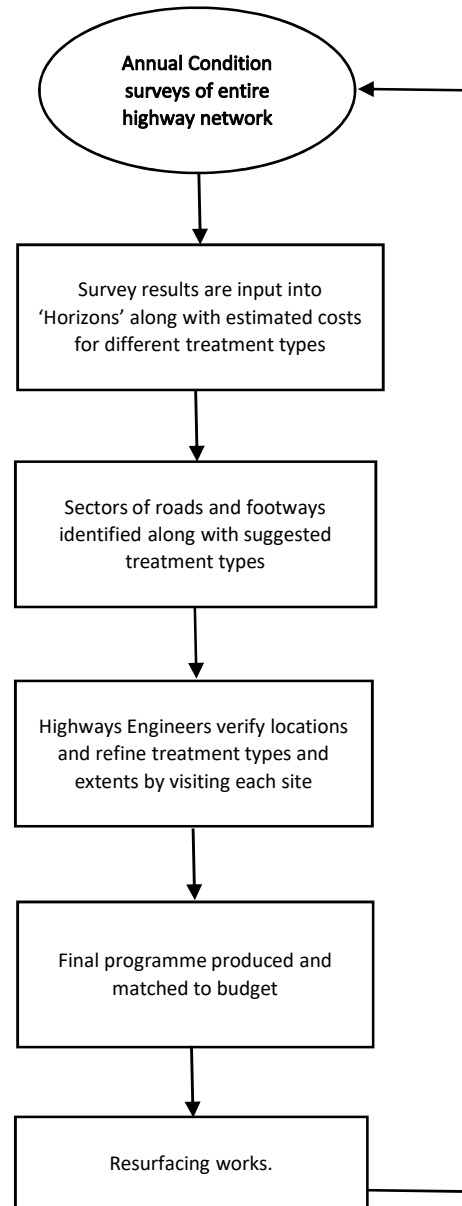 Annual Condition
surveys of entire
highway network
Survey results are input into
‘Horizons’ along with estimated costs
for different treatment types
Sectors of roads and footways
identified along with suggested
treatment types
Highways Engineers verify locations
and refine treatment types and
extents by visiting each site
Final programme produced and
matched to budget
Resurfacing works.